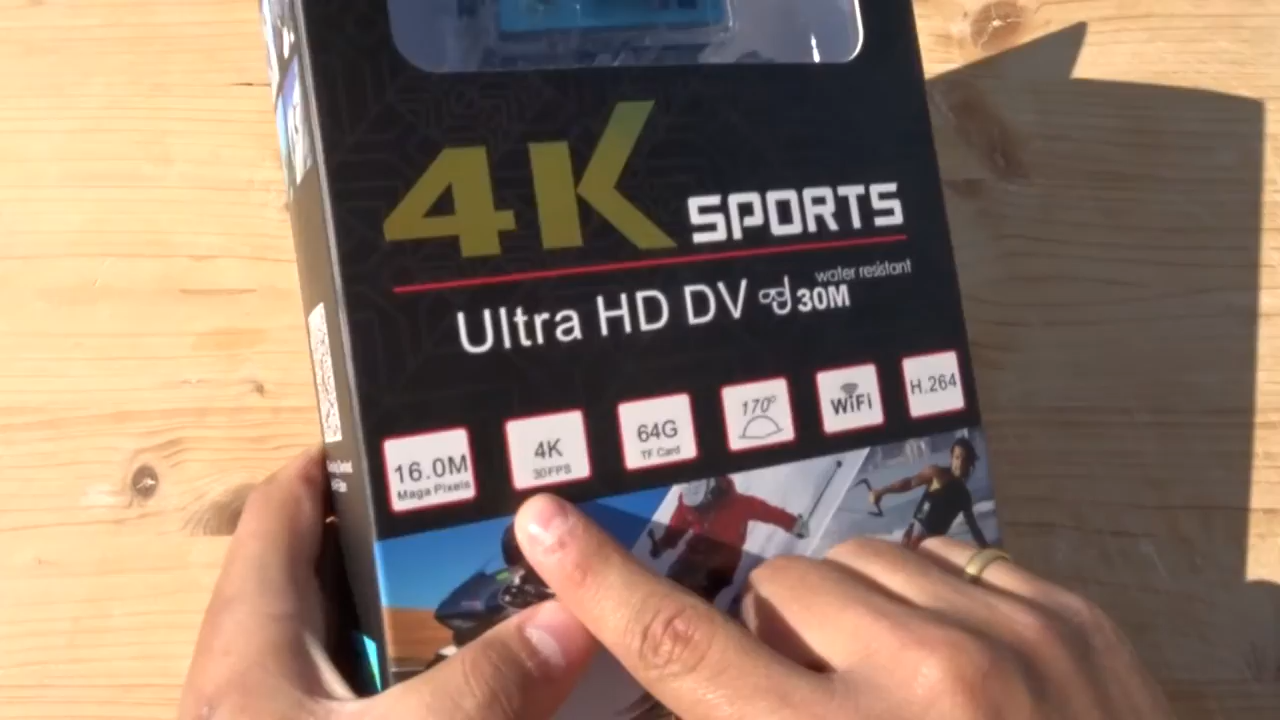 4K SPORTS
Ultra HD DV
water resistant
30M
16.0M
Maga Pixels
4K
30FPS
64G
TF Card
170°
WiFi
H.264